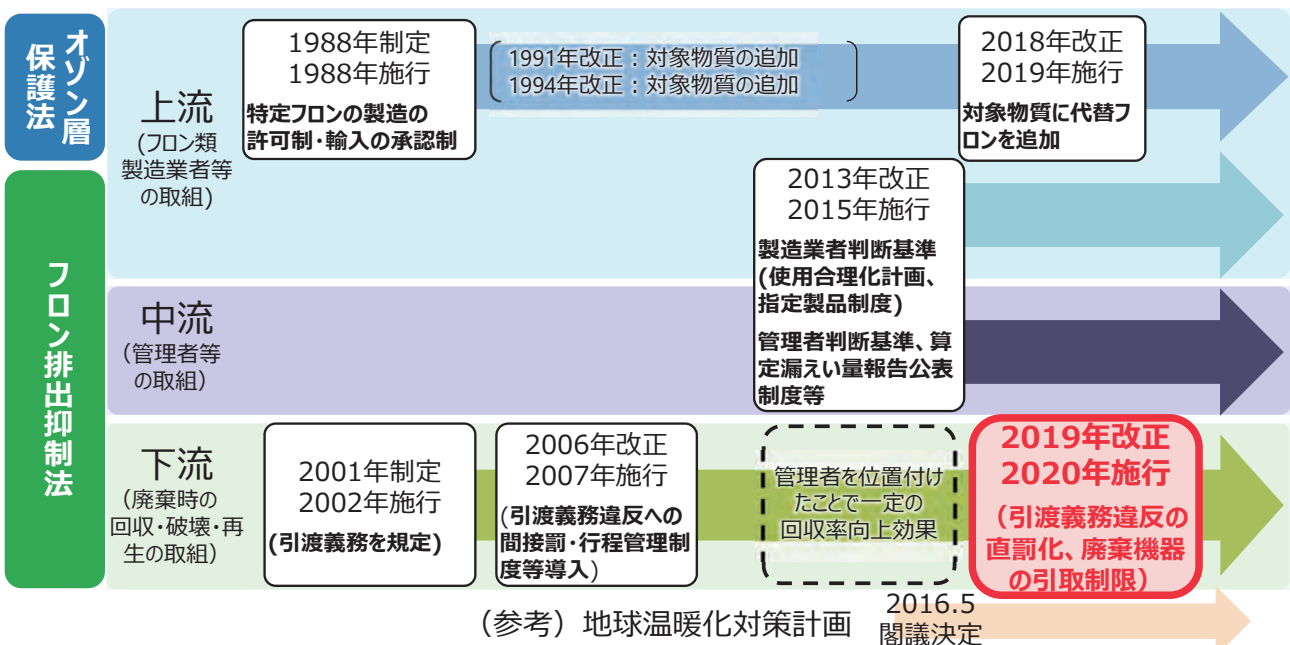 オゾン層
保護法
フロン排出抑制法
上流
(フロン類
製造業者等
の取組)
1988年制定
1988年施行
特定フロンの製造の
許可制・輸入の承認制
1991年改正：対象物質の追加
1994年改正：対象物質の追加
2018年改正
2019年施行
対象物質に代替フ
ロンを追加
2013年改正
2015年施行
製造業者判断基準
(使用合理化計画、
指定製品制度)
管理者判断基準、算
定漏えい量報告公表
制度等
中流
(管理者等
の取組)
下流
(廃棄時の
回収・破壊・再
生の取組)
2001年制定
2002年施行
(引渡義務を規定)
2006年改正
2007年施行
(引渡義務違反への
間接罰・行程管理制
度等導入)
管理者を位置付け
たことで一定の
回収率向上効果
2019年改正
2020年施行
（引渡義務違反の
直罰化、廃棄機器
の引取制限）
（参考）地球温暖化対策計画
2016.5
閣議決定